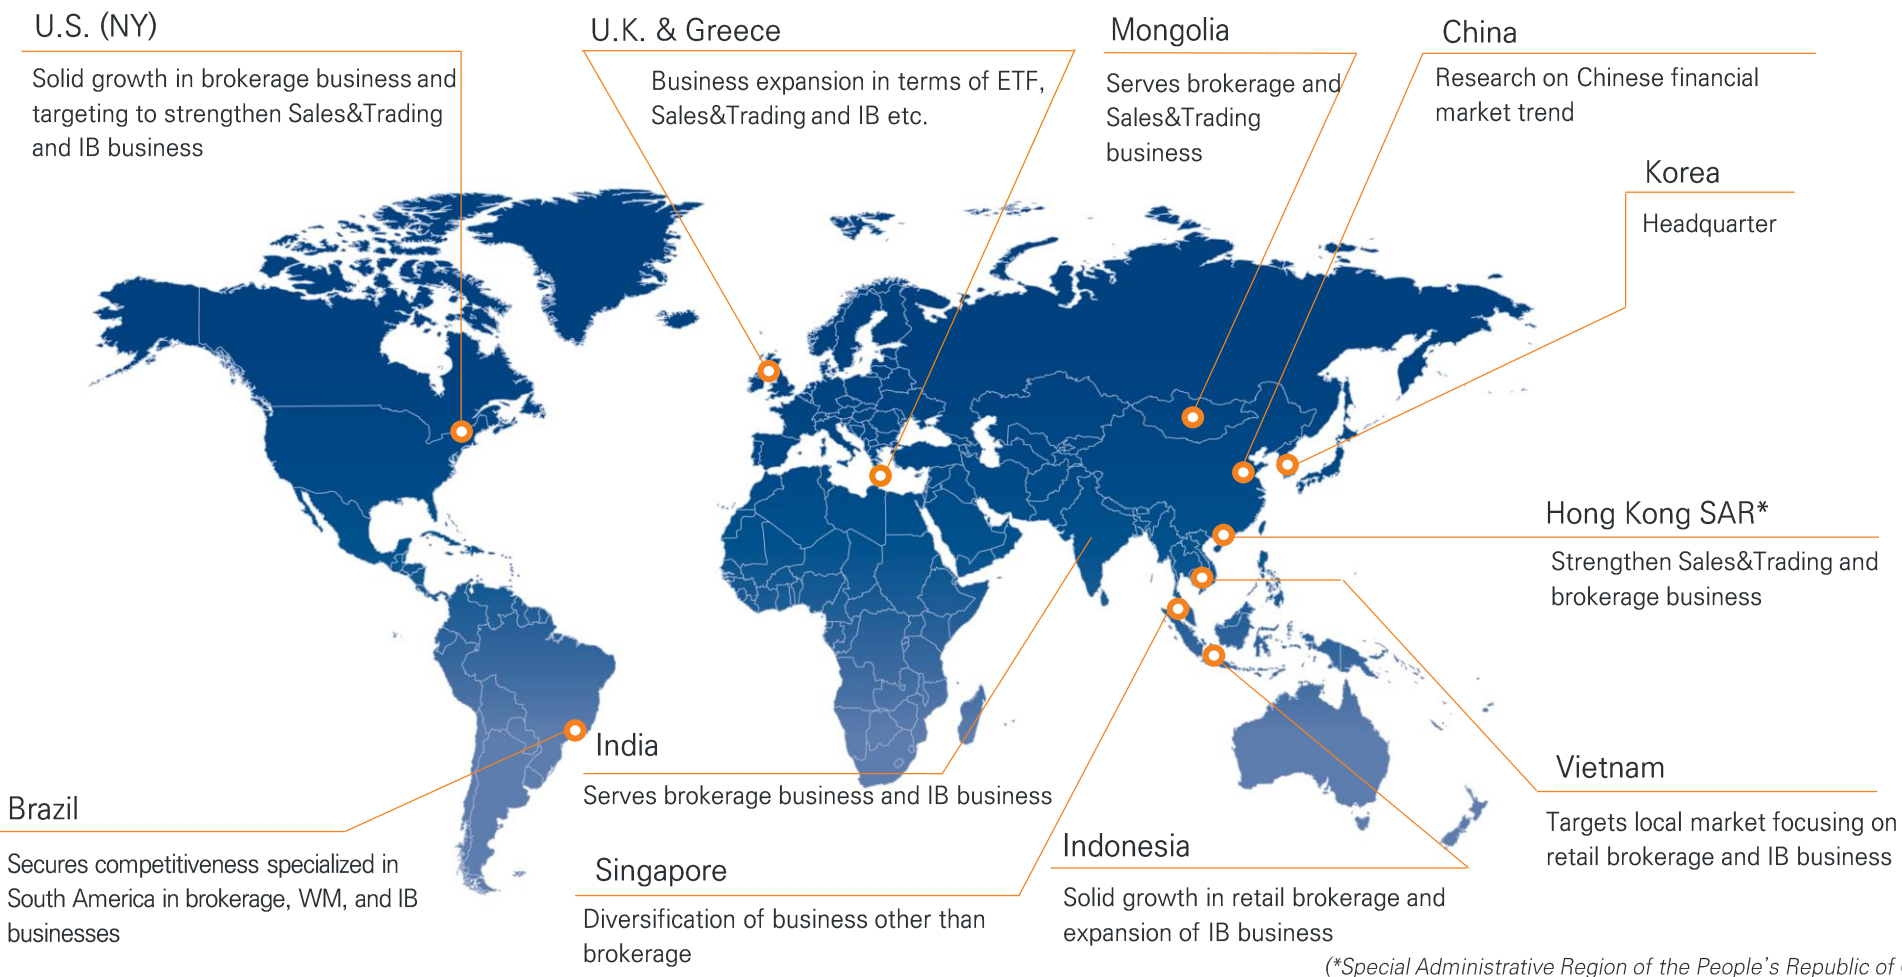 U.S. (NY)
Solid growth in brokerage business and
targeting to strengthen Sales&Trading
and IB business
U.K. & Greece
Business expansion in terms of ETF,
Sales&Trading and IB etc.
Mongolia
Serves brokerage and
Sales&Trading
business
China
Research on Chinese financial
market trend
Korea
Headquarter
Hong Kong SAR*
Strengthen Sales&Trading and
brokerage business
Vietnam
Targets local market focusing on
retail brokerage and IB business
India
Serves brokerage business and IB business
Brazil
Secures competitiveness specialized in
South America in brokerage, WM, and IB
businesses
Singapore
Diversification of business other than
brokerage
Indonesia
Solid growth in retail brokerage and
expansion of IB business
(*Special Administrative Region of the People's Republic of